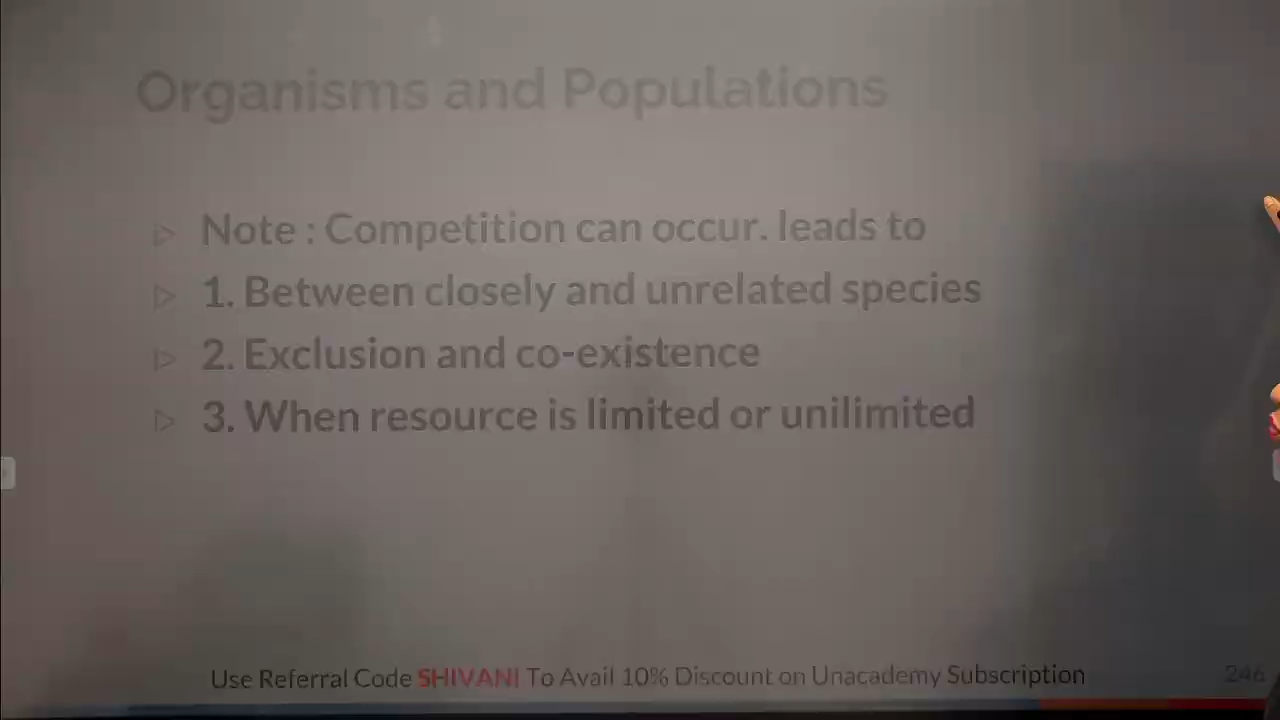 Organisms and Populations
Note : Competition can occur. leads to
1. Between closely and unrelated species
2. Exclusion and co-existence
3. When resource is limited or unilimited
Use Referral Code SHIVANI To Avail 10% Discount on Unacademy Subscription
246